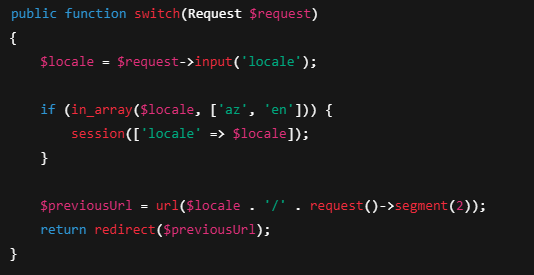 public function switch(Request $request)
{
    $locale = $request->input('locale');

    if (in_array($locale, ['az', 'en'])) {
        session(['locale' => $locale]);
    }

    $previousUrl = url($locale . '/' . request()->segment(2));
    return redirect($previousUrl);
}